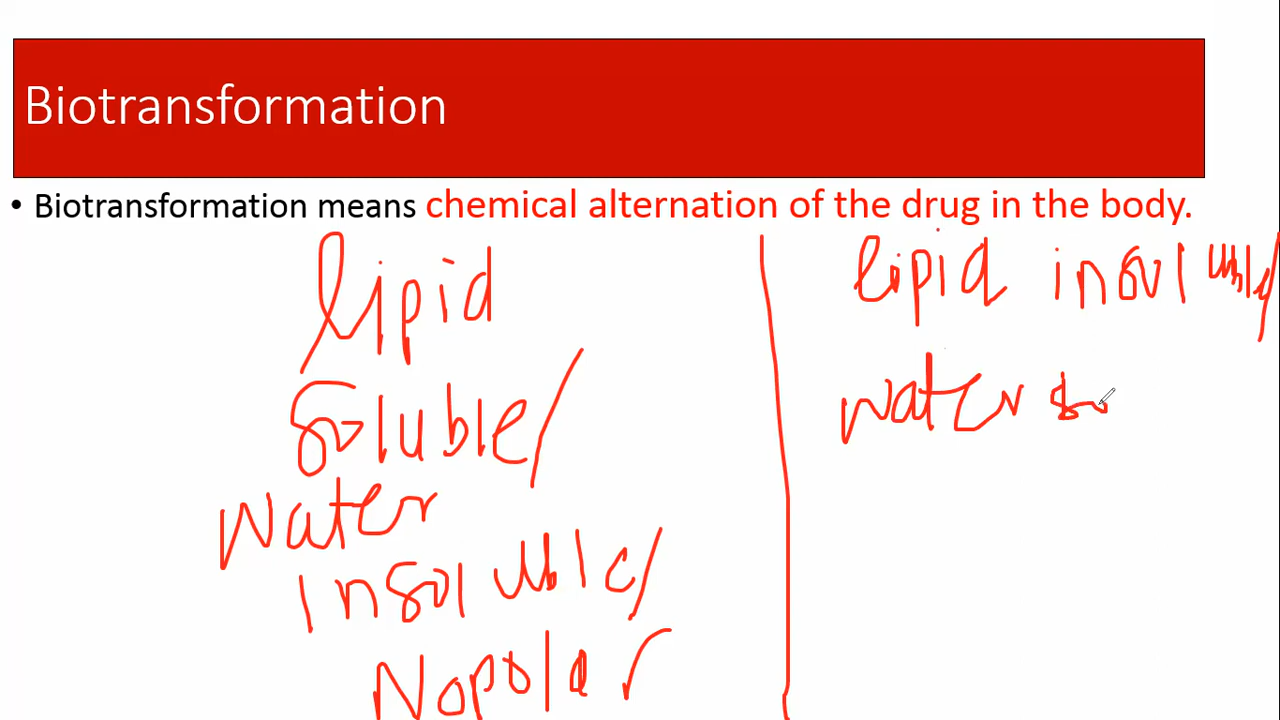 Biotransformation
• Biotransformation means chemical alternation of the drug in the body.
lipid
soluble/
water
insoluble/
Nopolar
lipid insoluble/
water so